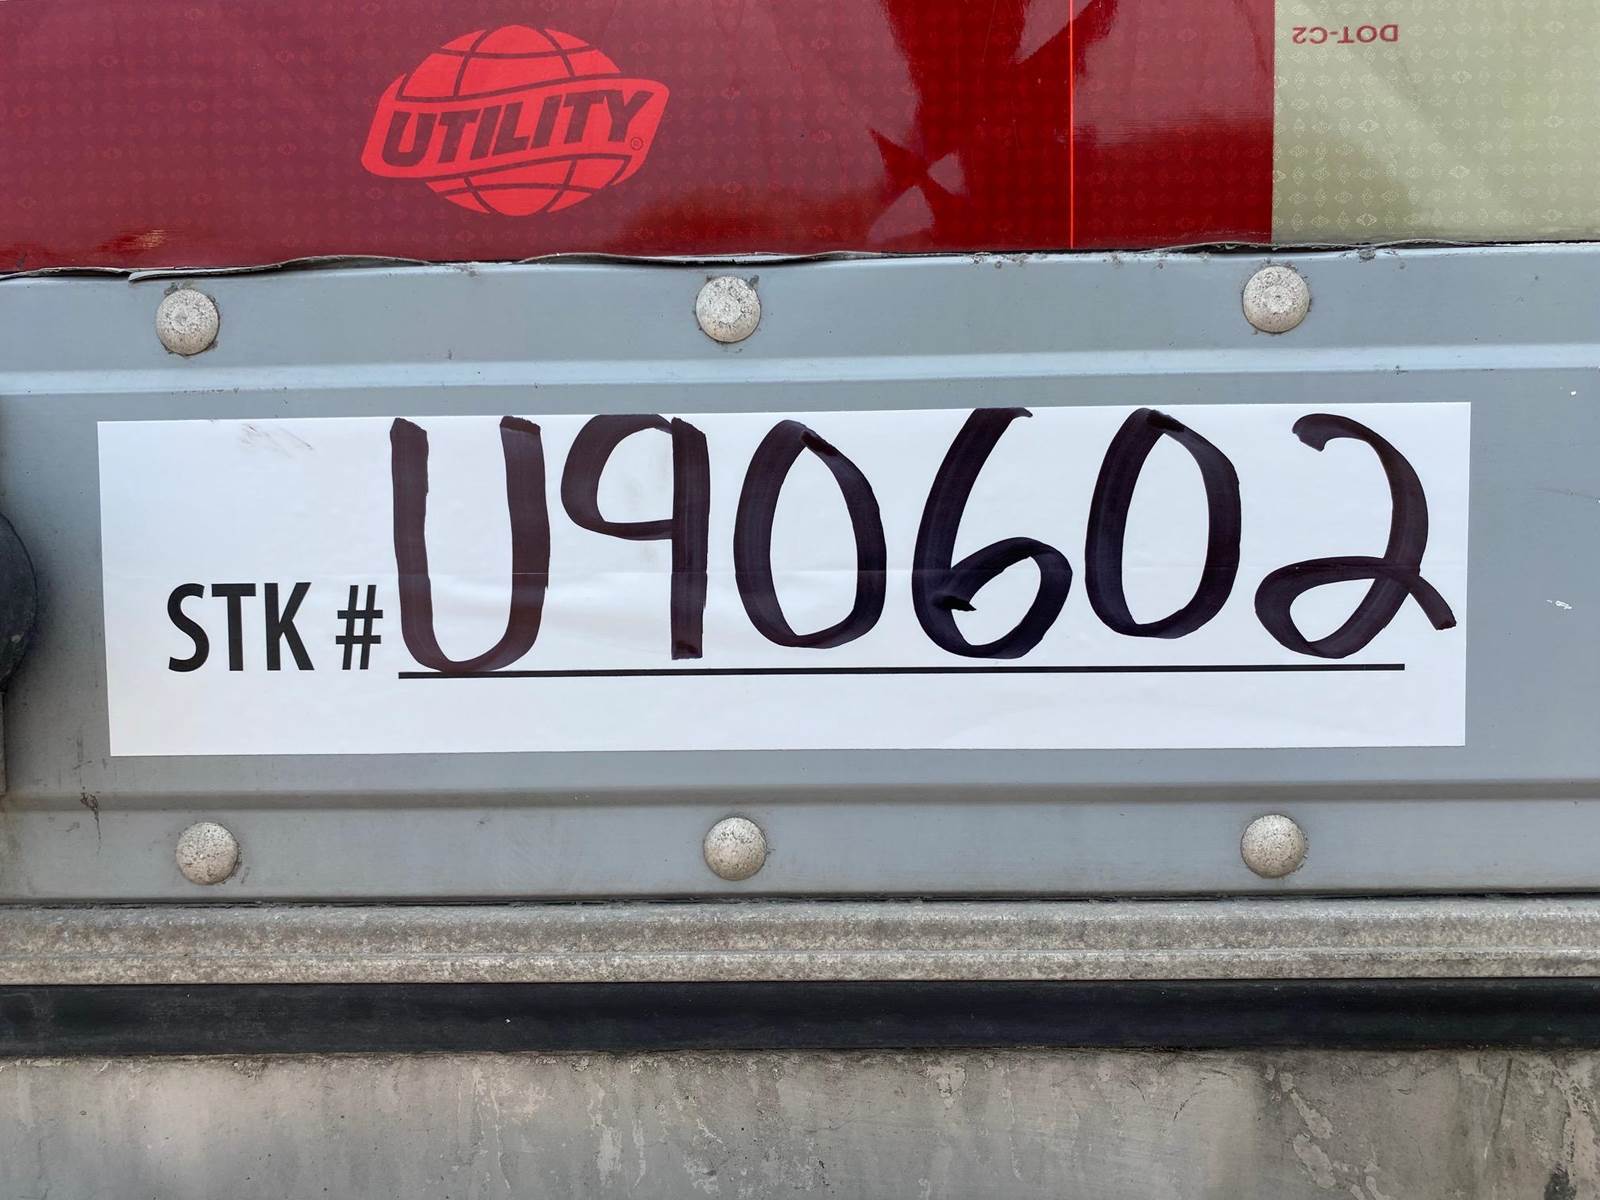 UTILITY®
DOT-C2
STK # U90602